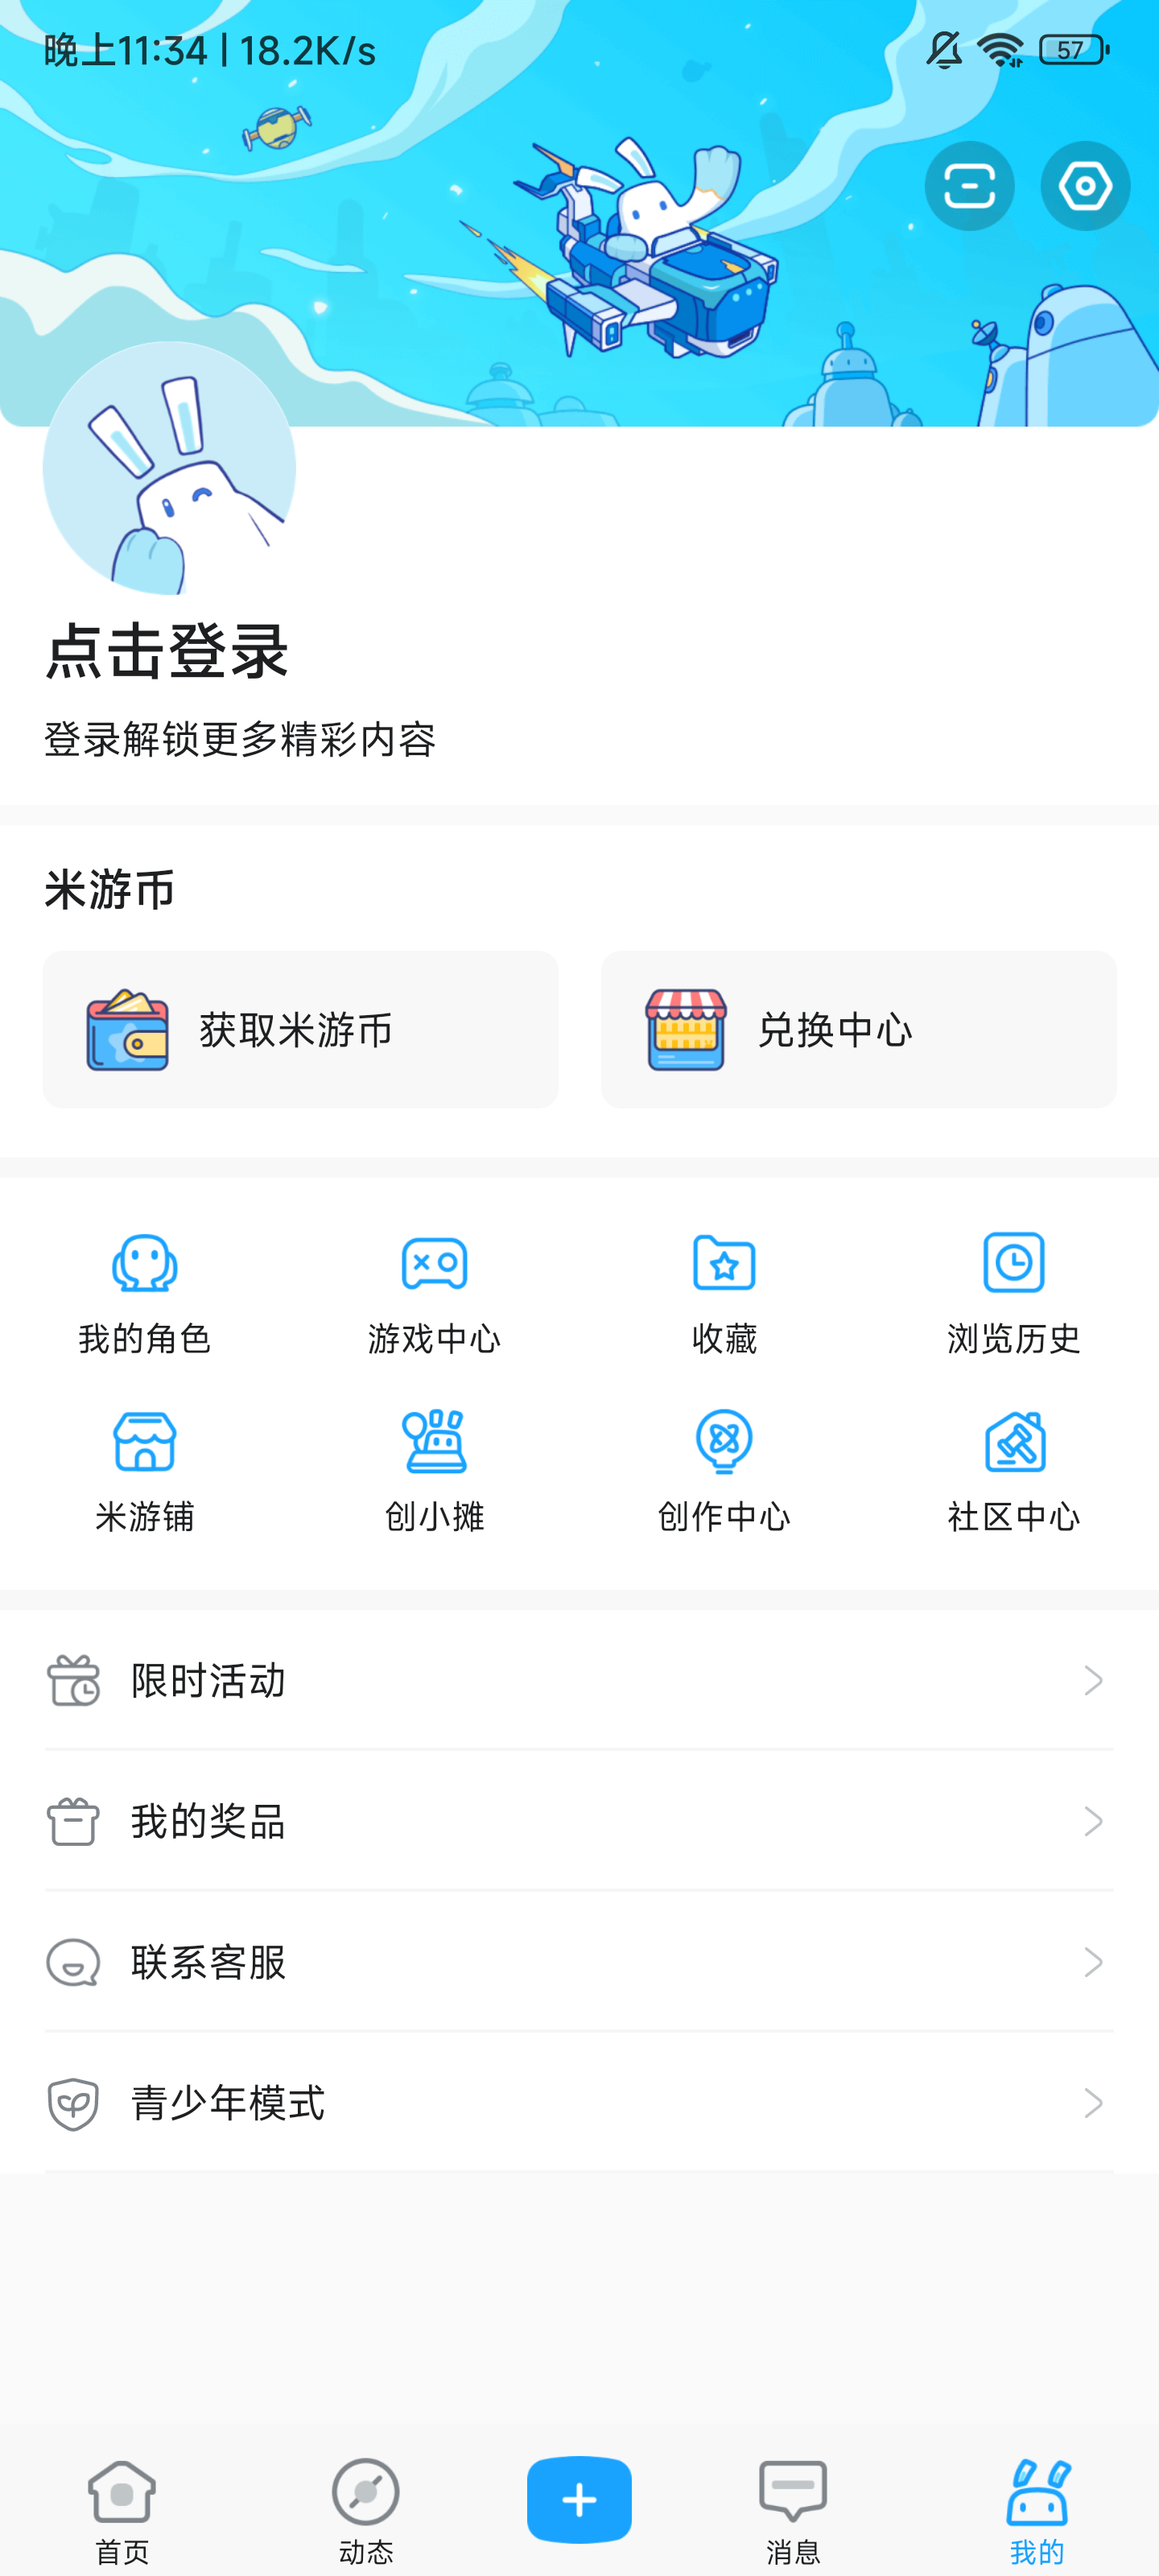 晚上11:34 | 18.2K/s
57
点击登录
登录解锁更多精彩内容
米游币
获取米游币
兑换中心
我的角色
游戏中心
收藏
浏览历史
米游铺
创小摊
创作中心
社区中心
限时活动
我的奖品
联系客服
青少年模式
首页
动态
消息
我的